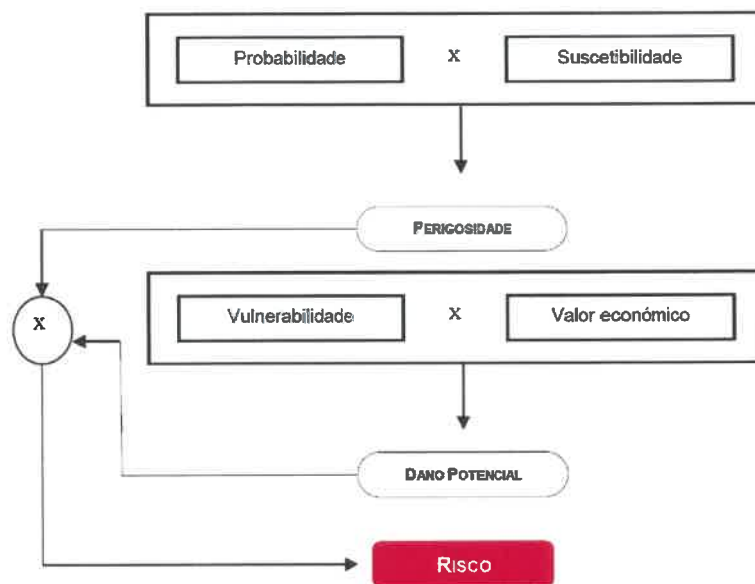 Probabilidade x Suscetibilidade
PERIGOSIDADE
Vulnerabilidade x Valor económico
x
DANO POTENCIAL
RISCO